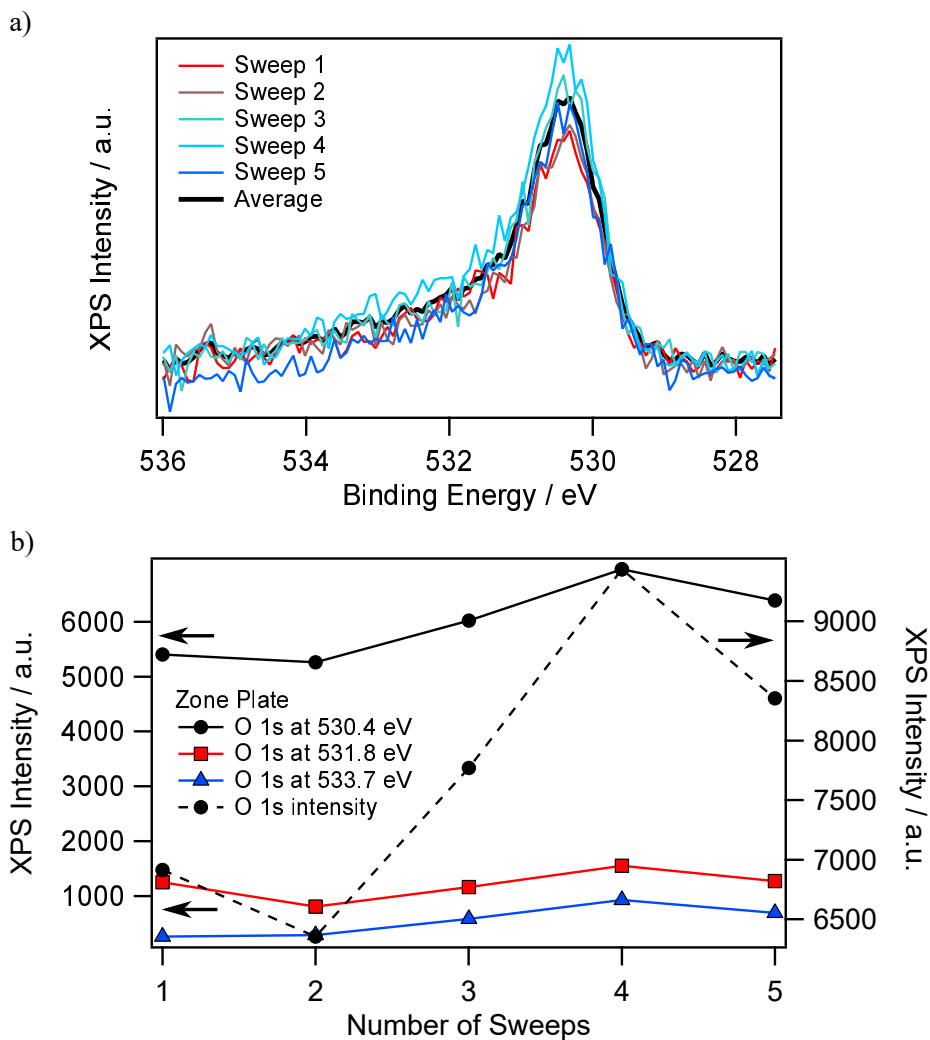 a)
XPS Intensity / a.u.
Sweep 1
Sweep 2
Sweep 3
Sweep 4
Sweep 5
Average
536 534 532 530 528
Binding Energy / eV
b)
XPS Intensity / a.u.
6000
5000
4000
3000
2000
1000
Zone Plate
O 1s at 530.4 eV
O 1s at 531.8 eV
O 1s at 533.7 eV
O 1s intensity
9000
8500
8000
7500
7000
6500
XPS Intensity / a.u.
1 2 3 4 5
Number of Sweeps